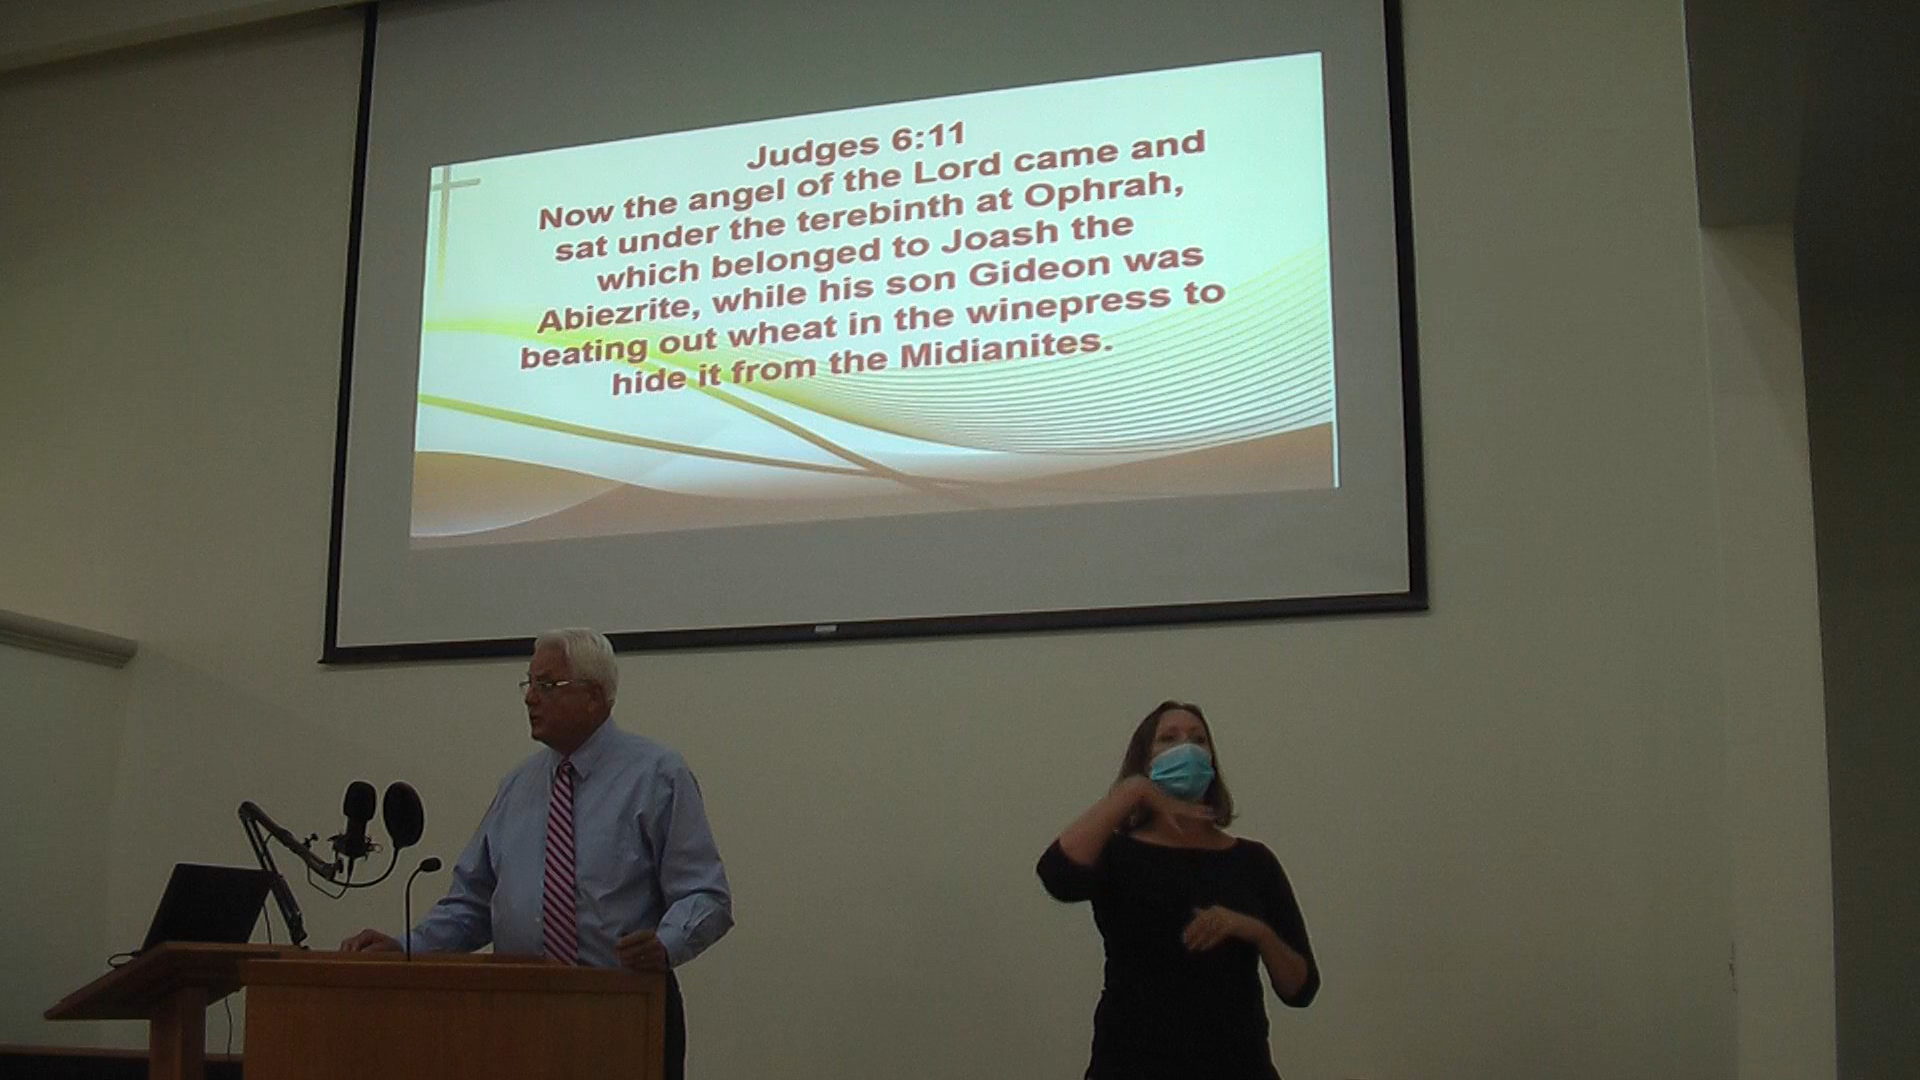 Judges 6:11
Now the angel of the Lord came and
sat under the terebinth at Ophrah,
which belonged to Joash the
Abiezrite, while his son Gideon was
beating out wheat in the winepress to
hide it from the Midianites.